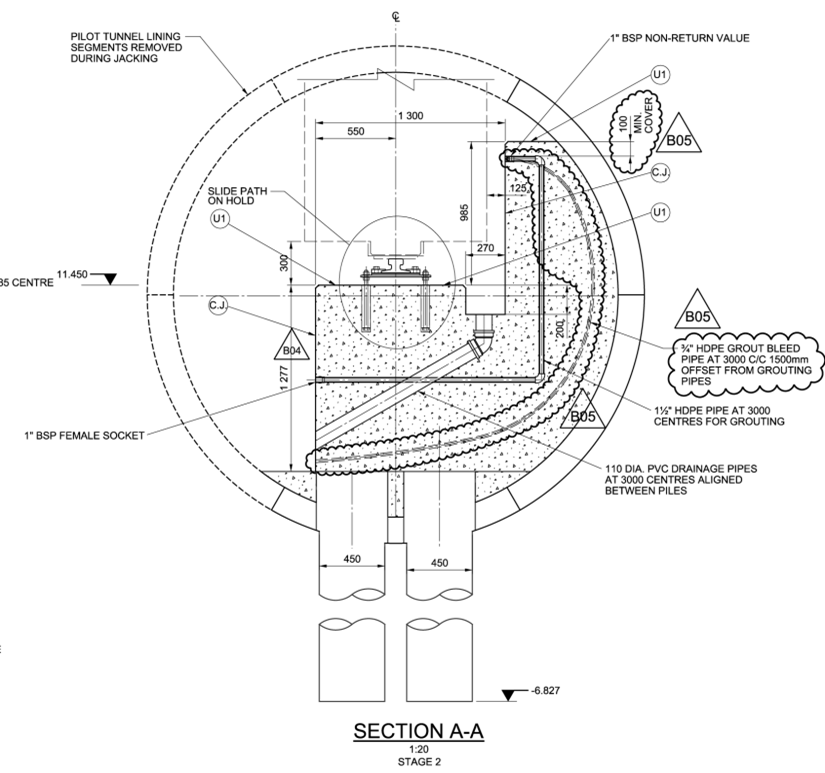 ℄
PILOT TUNNEL LINING
SEGMENTS REMOVED
DURING JACKING
1" BSP NON-RETURN VALUE
U1
100
MIN.
COVER
B05
1 300
550
SLIDE PATH
ON HOLD
U1
985
125
C.J.
U1
270
300
35 CENTRE
11.450
C.J.
200
B04
B05
¾" HDPE GROUT BLEED
PIPE AT 3000 C/C 1500mm
OFFSET FROM GROUTING
PIPES
1 277
B05
1½" HDPE PIPE AT 3000
CENTRES FOR GROUTING
1" BSP FEMALE SOCKET
110 DIA. PVC DRAINAGE PIPES
AT 3000 CENTRES ALIGNED
BETWEEN PILES
450
450
-6.827
SECTION A-A
1:20
STAGE 2